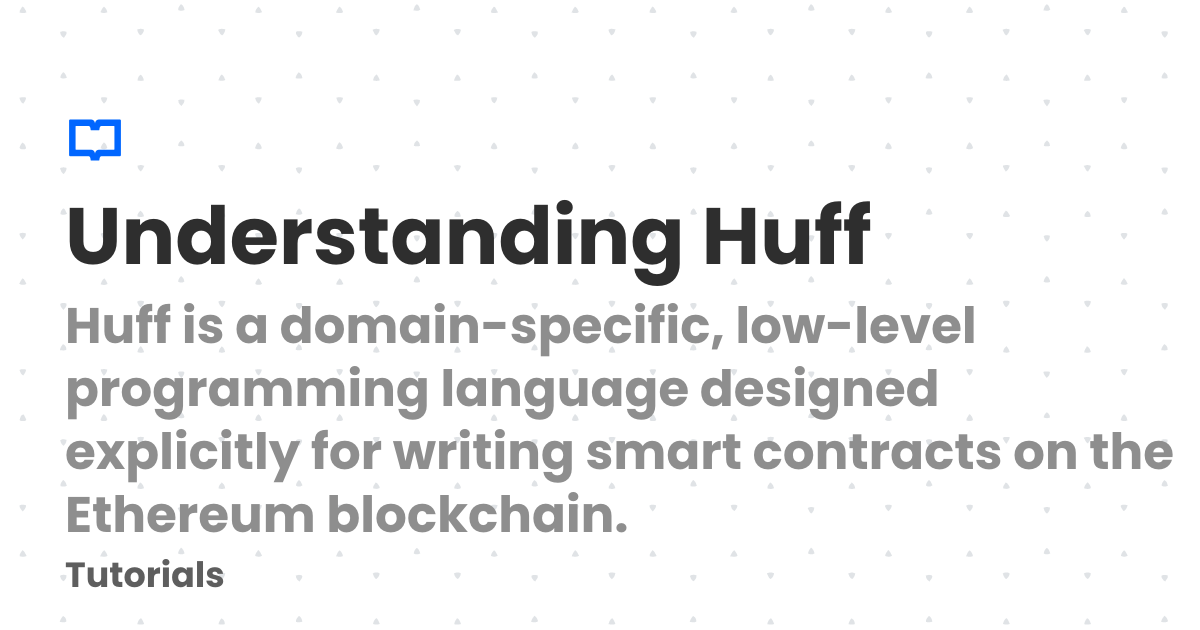 Understanding Huff
Huff is a domain-specific, low-level
programming language designed
explicitly for writing smart contracts on the
Ethereum blockchain.
Tutorials